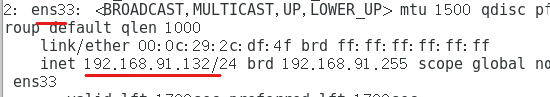 2: ens33: <BROADCAST,MULTICAST,UP,LOWER_UP> mtu 1500 qdisc pf
roup default qlen 1000
link/ether 00:0c:29:2c:df:4f brd ff:ff:ff:ff:ff:ff
inet 192.168.91.132/24 brd 192.168.91.255 scope global no
ens33